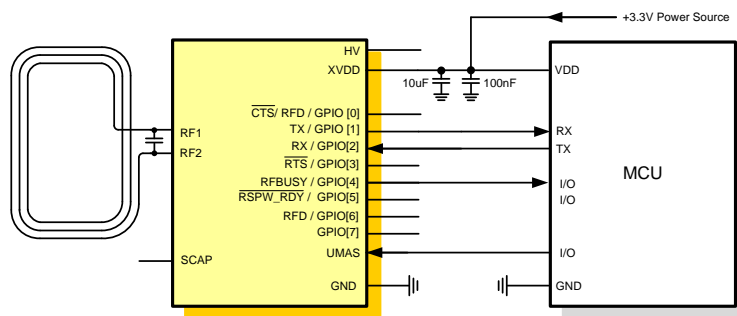 +3.3V Power Source
HV
XVDD
10uF
100nF
VDD
CTS/ RFD / GPIO [0]
RF1
TX / GPIO [1]
RX
RF2
RX / GPIO[2]
TX
RTS / GPIO[3]
MCU
RFBUSY / GPIO[4]
I/O
RSPW_RDY / GPIO[5]
I/O
RFD / GPIO[6]
GPIO[7]
UMAS
I/O
SCAP
GND
GND